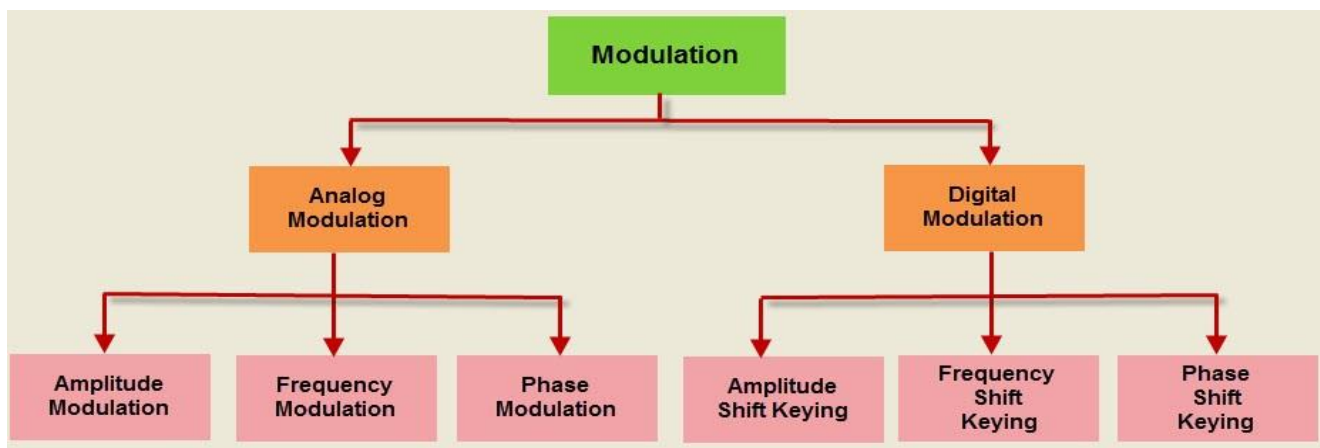 Modulation
Analog
Modulation
Digital
Modulation
Amplitude
Modulation
Frequency
Modulation
Phase
Modulation
Amplitude
Shift Keying
Frequency
Shift
Keying
Phase
Shift
Keying